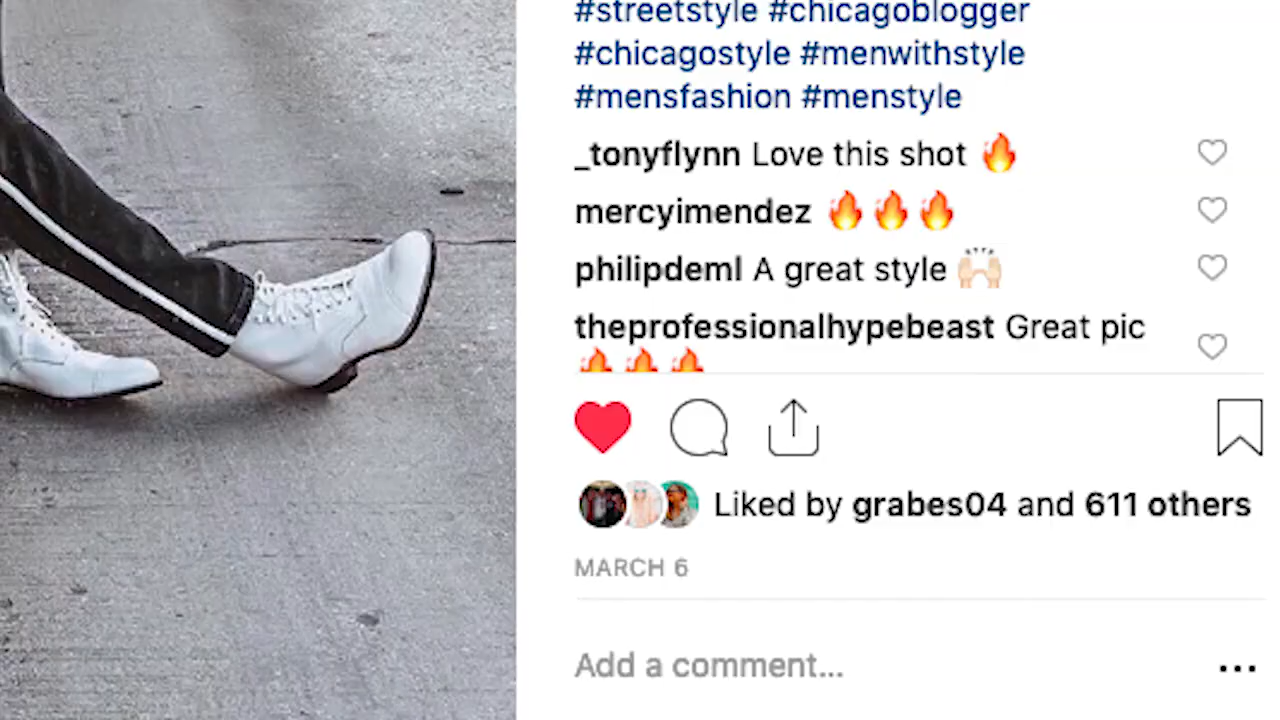 #streetstyle #chicagoblogger
#chicagostyle #menwithstyle
#mensfashion #menstyle
_tonyflynn Love this shot 🔥
mercyimendez 🔥🔥🔥
philipdeml A great style 🙌🏻
theprofessionalhypebeast Great pic
🔥🔥🔥
Liked by grabes04 and 611 others
MARCH 6
Add a comment...